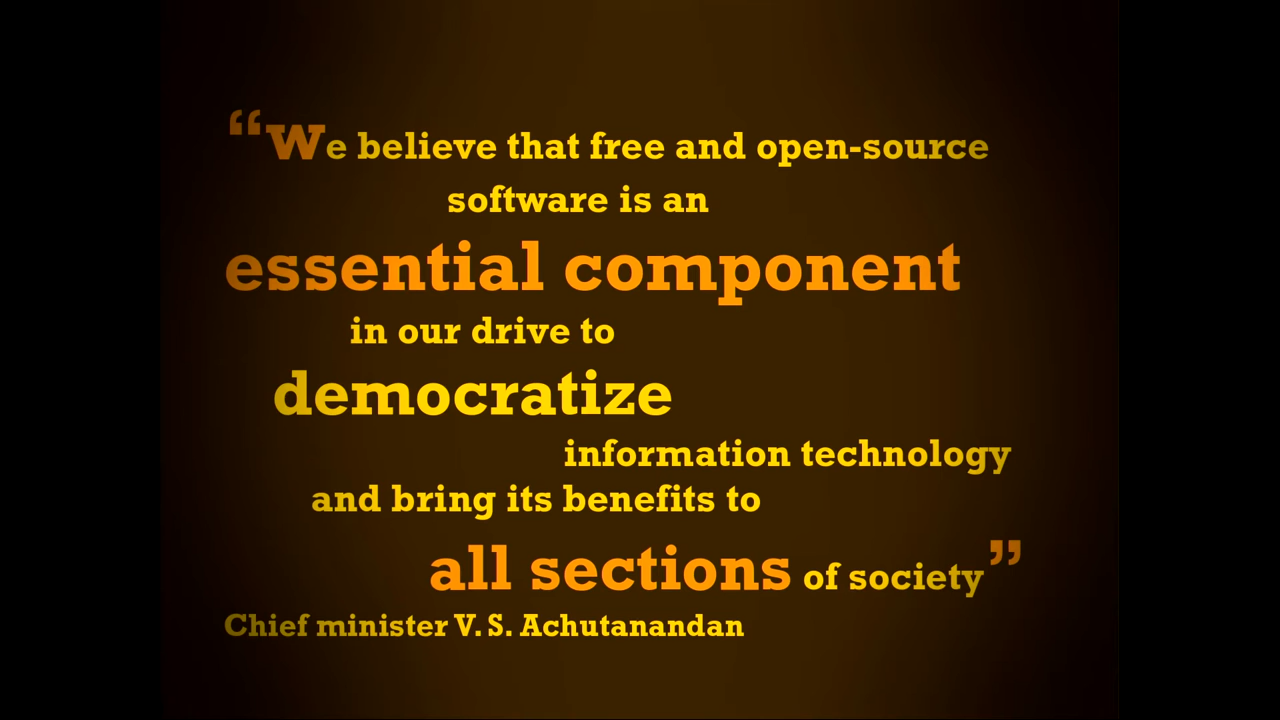 “We believe that free and open-source
software is an
essential component
in our drive to
democratize
information technology
and bring its benefits to
all sections of society”
Chief minister V. S. Achutanandan